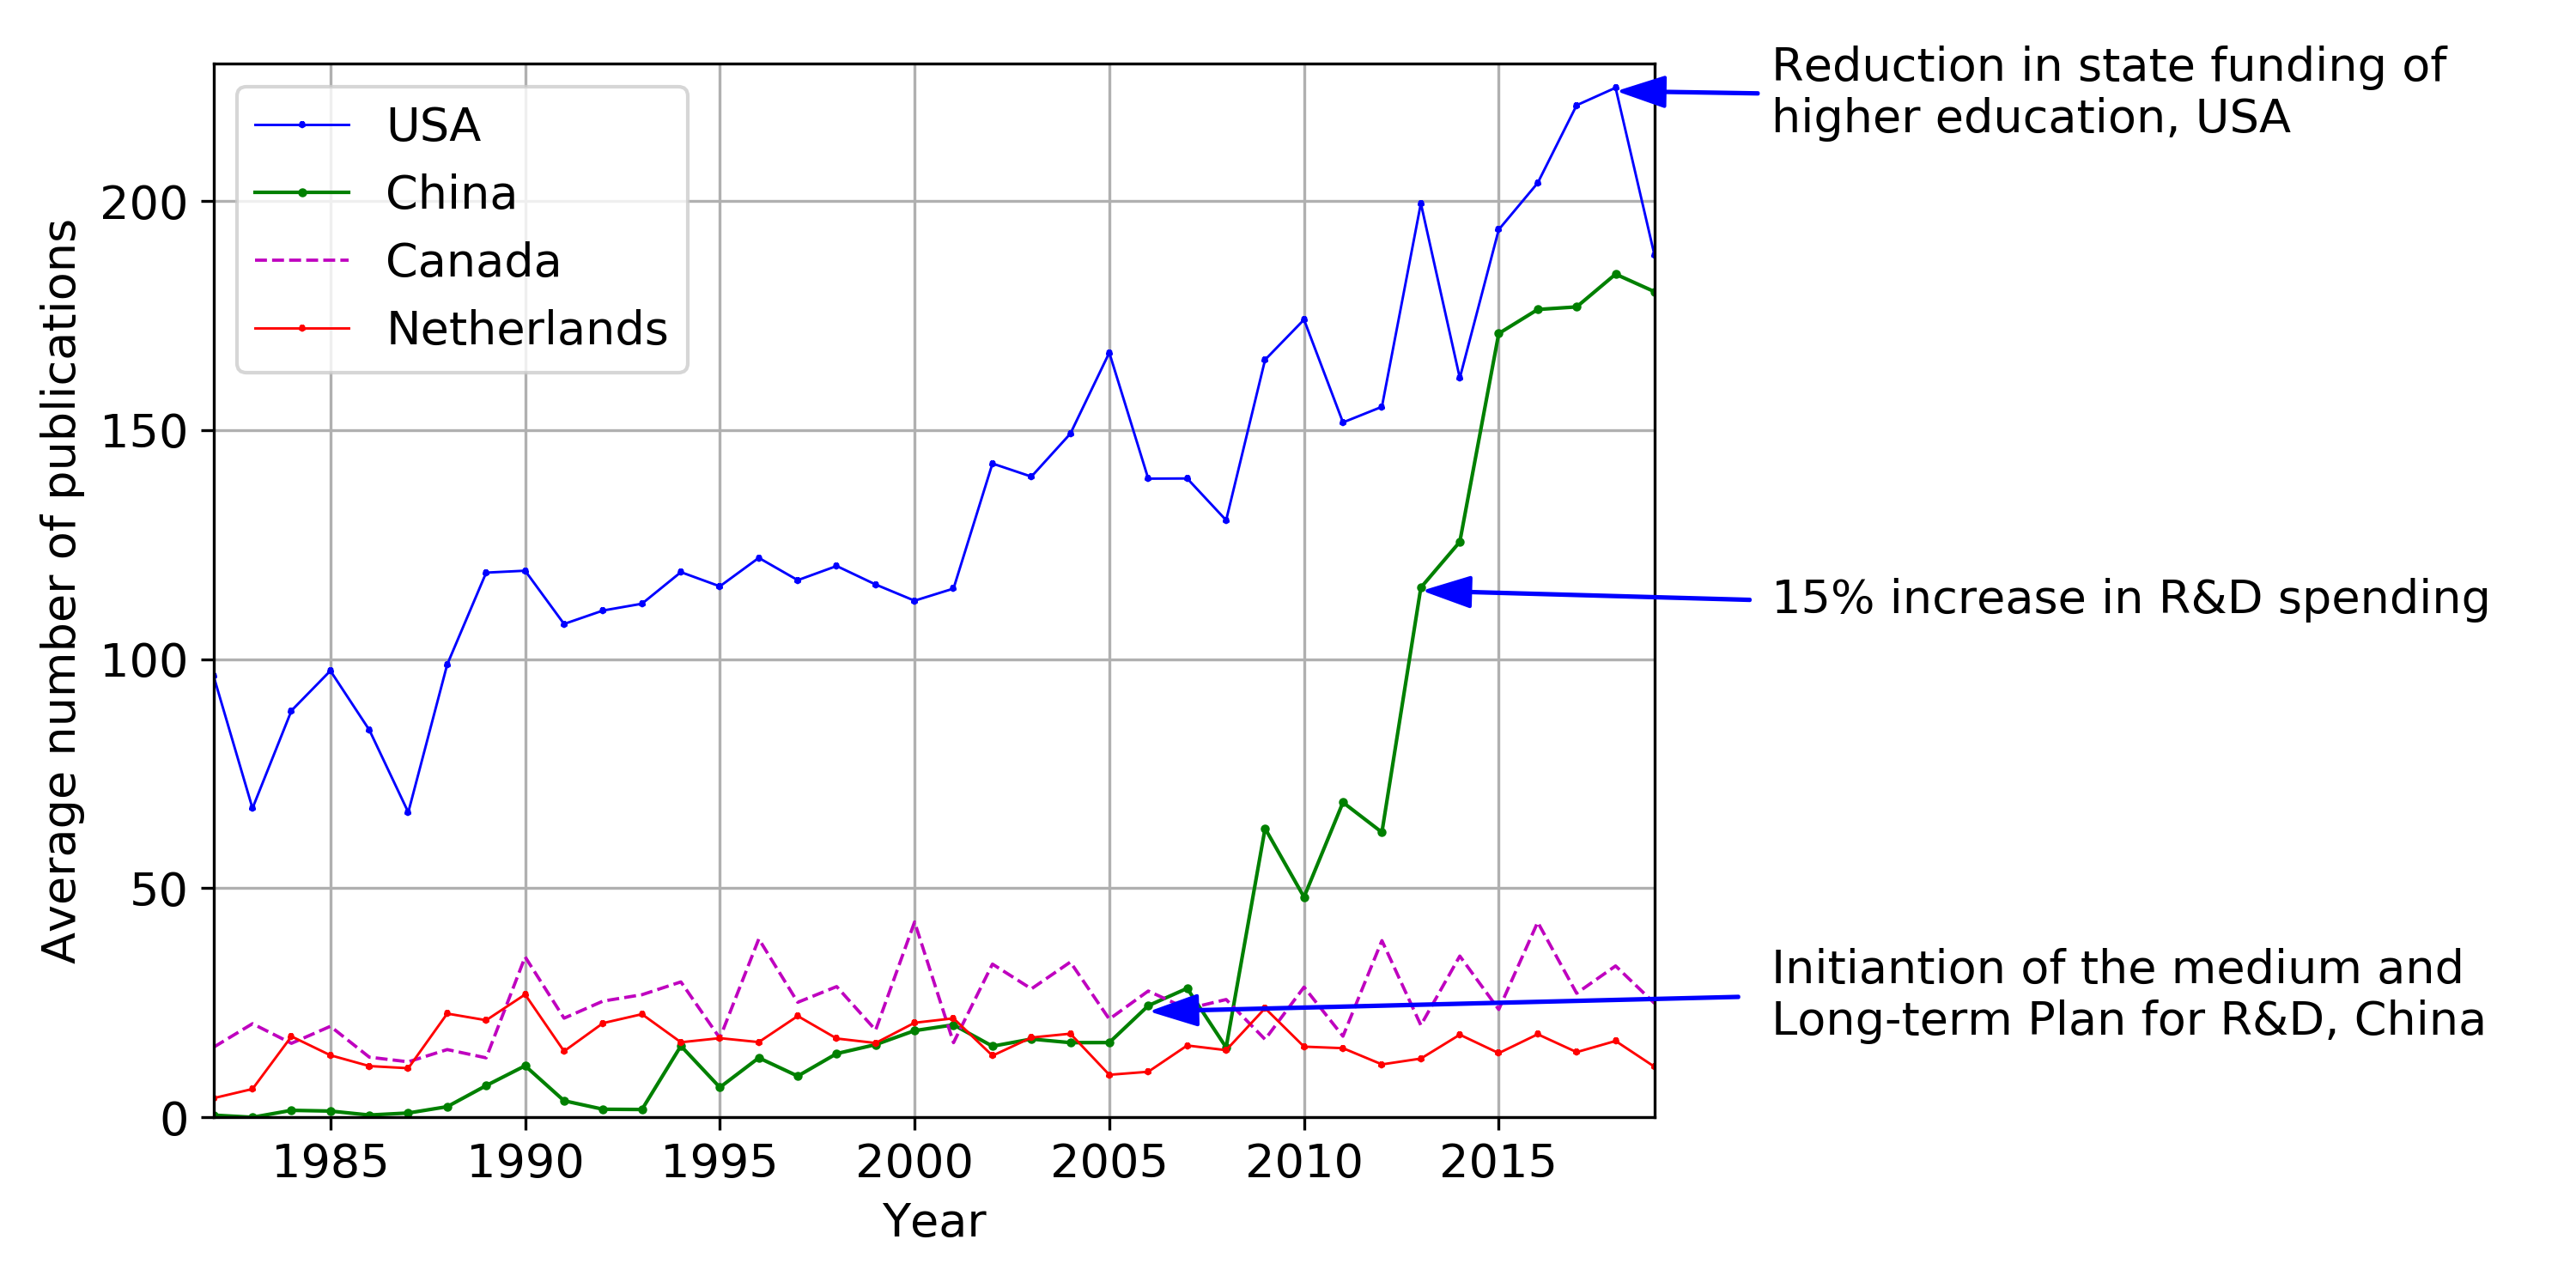 Reduction in state funding of
higher education, USA
USA
China
Canada
Netherlands
200
150
100
50
0
Average number of publications
15% increase in R&D spending
Initiantion of the medium and
Long-term Plan for R&D, China
1985 1990 1995 2000 2005 2010 2015
Year